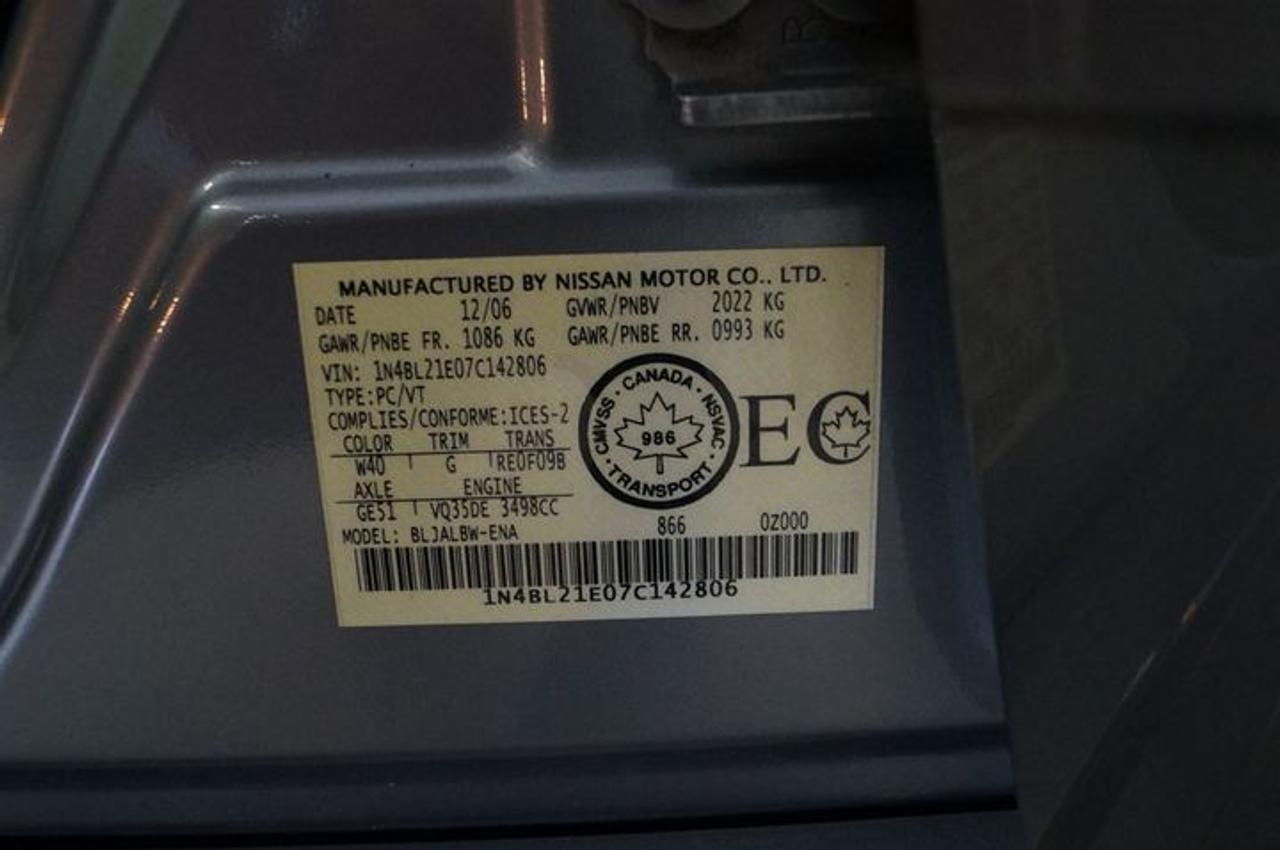 MANUFACTURED BY NISSAN MOTOR CO., LTD.
DATE 12/06 GVWR/PNBV 2022 KG
GAWR/PNBE FR. 1086 KG GAWR/PNBE RR. 0993 KG
VIN: 1N4BL21E07C142806
TYPE:PC/VT
COMPLIES/CONFORME:ICES-2
COLOR TRIM TRANS
W40 G RE0F09B
AXLE ENGINE
GE51 VQ35DE 3498CC
MODEL: BLJALBW-ENA 866 0Z000
CANADA · NSVAC · TRANSPORT · CMVSS ·
986
EC
1N4BL21E07C142806